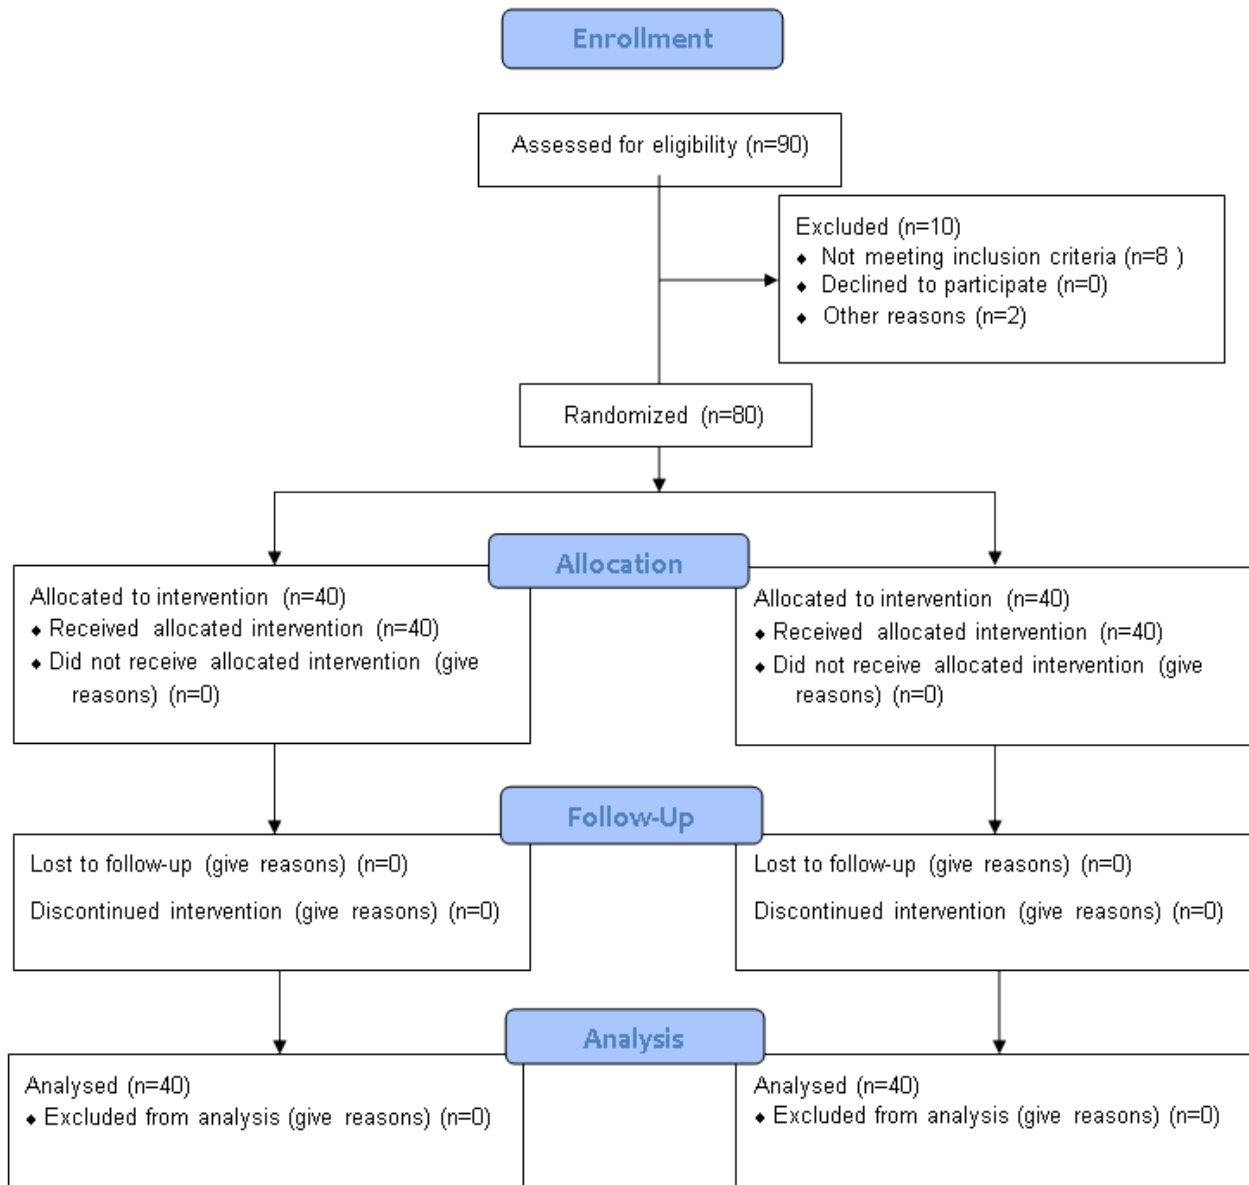 Enrollment
Assessed for eligibility (n=90)
Excluded (n=10)
♦ Not meeting inclusion criteria (n=8 )
♦ Declined to participate (n=0)
♦ Other reasons (n=2)
Randomized (n=80)
Allocation
Allocated to intervention (n=40)
♦ Received allocated intervention (n=40)
♦ Did not receive allocated intervention (give
reasons) (n=0)
Allocated to intervention (n=40)
♦ Received allocated intervention (n=40)
♦ Did not receive allocated intervention (give
reasons) (n=0)
Follow-Up
Lost to follow-up (give reasons) (n=0)
Discontinued intervention (give reasons) (n=0)
Lost to follow-up (give reasons) (n=0)
Discontinued intervention (give reasons) (n=0)
Analysis
Analysed (n=40)
♦ Excluded from analysis (give reasons) (n=0)
Analysed (n=40)
♦ Excluded from analysis (give reasons) (n=0)